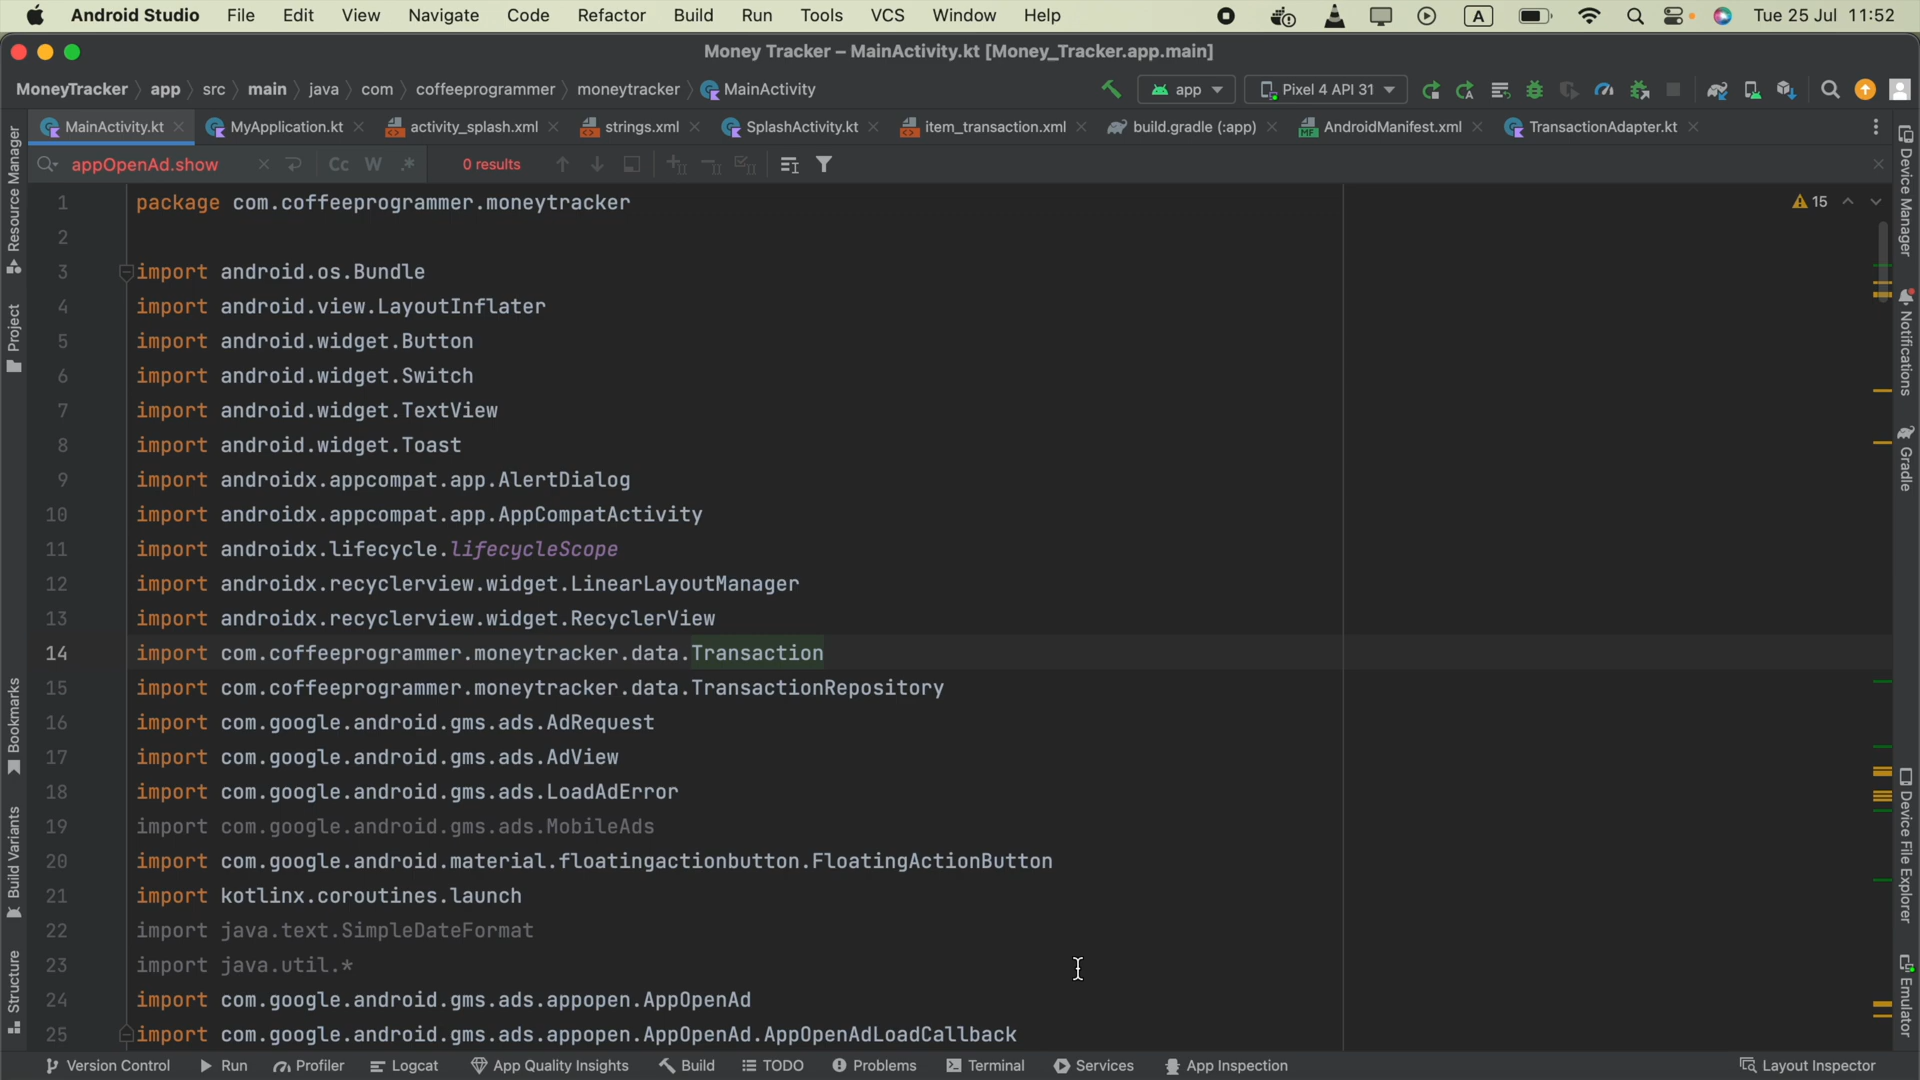 Android Studio File Edit View Navigate Code Refactor Build Run Tools VCS Window Help A Tue 25 Jul 11:52
Money Tracker – MainActivity.kt [Money_Tracker.app.main]
MoneyTracker app src main java com coffeeprogrammer moneytracker MainActivity app Pixel 4 API 31
MainActivity.kt MyApplication.kt activity_splash.xml strings.xml SplashActivity.kt item_transaction.xml build.gradle (:app) AndroidManifest.xml TransactionAdapter.kt
appOpenAd.show Cc W .* 0 results
1 package com.coffeeprogrammer.moneytracker
15
2
3 import android.os.Bundle
4 import android.view.LayoutInflater
5 import android.widget.Button
6 import android.widget.Switch
7 import android.widget.TextView
8 import android.widget.Toast
9 import androidx.appcompat.app.AlertDialog
10 import androidx.appcompat.app.AppCompatActivity
11 import androidx.lifecycle.lifecycleScope
12 import androidx.recyclerview.widget.LinearLayoutManager
13 import androidx.recyclerview.widget.RecyclerView
14 import com.coffeeprogrammer.moneytracker.data.Transaction
15 import com.coffeeprogrammer.moneytracker.data.TransactionRepository
16 import com.google.android.gms.ads.AdRequest
17 import com.google.android.gms.ads.AdView
18 import com.google.android.gms.ads.LoadAdError
19 import com.google.android.gms.ads.MobileAds
20 import com.google.android.material.floatingactionbutton.FloatingActionButton
21 import kotlinx.coroutines.launch
22 import java.text.SimpleDateFormat
23 import java.util.*
24 import com.google.android.gms.ads.appopen.AppOpenAd
25 import com.google.android.gms.ads.appopen.AppOpenAd.AppOpenAdLoadCallback
Resource Manager
Project
Bookmarks
Build Variants
Structure
Device Manager
Notifications
Gradle
Device File Explorer
Emulator
Version Control Run Profiler Logcat App Quality Insights Build TODO Problems Terminal Services App Inspection Layout Inspector